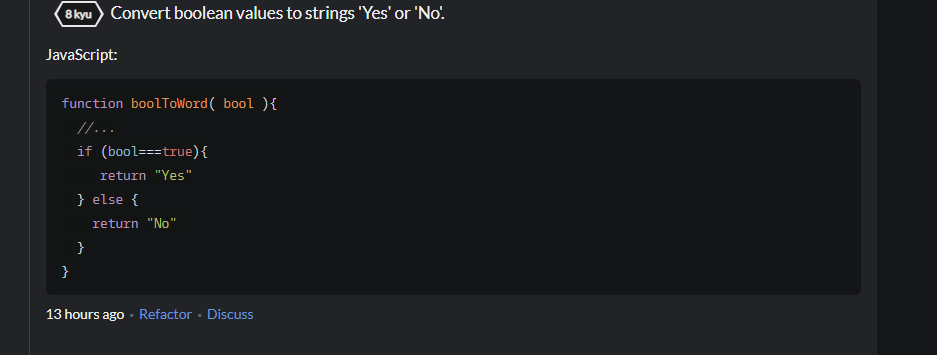 8 kyu Convert boolean values to strings 'Yes' or 'No'.
JavaScript:
function boolToWord( bool ){
  //...
  if (bool===true){
     return "Yes"
  } else {
    return "No"
  }
}
13 hours ago • Refactor • Discuss